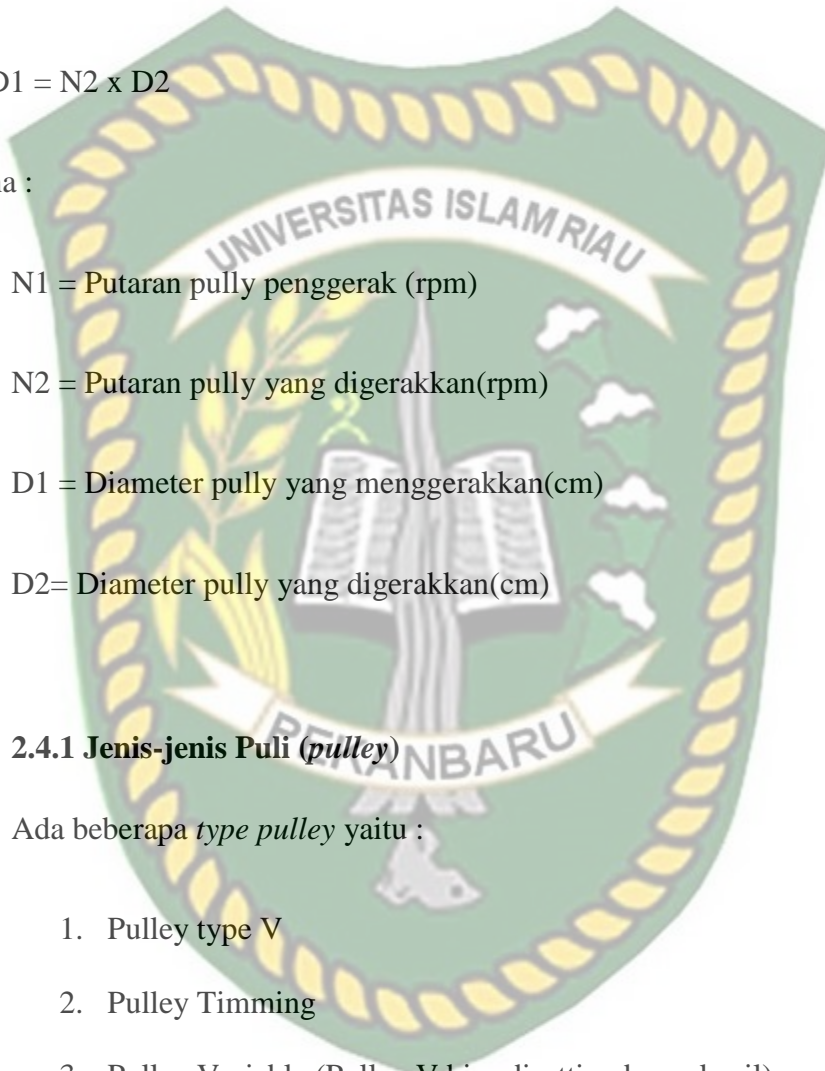 D1 = N2 x D2
UNIVERSITAS ISLAM RIAU
N1 = Putaran pully penggerak (rpm)
N2 = Putaran pully yang digerakkan(rpm)
D1 = Diameter pully yang menggerakkan(cm)
D2= Diameter pully yang digerakkan(cm)
PEKANBARU
2.4.1 Jenis-jenis Puli (pulley)
Ada beberapa type pulley yaitu :
1. Pulley type V
2. Pulley Timming